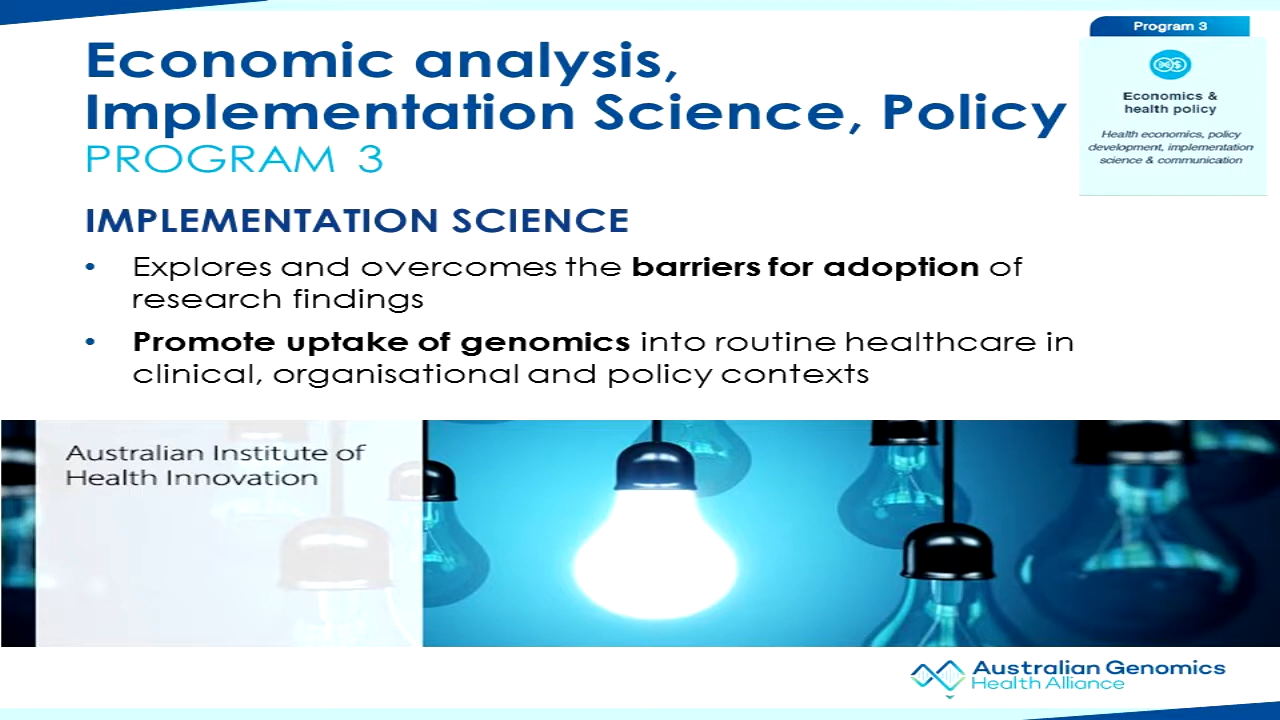 Economic analysis,
Implementation Science, Policy
PROGRAM 3
Program 3
Economics &
health policy
Health economics, policy
development, implementation
science & communication
IMPLEMENTATION SCIENCE
• Explores and overcomes the barriers for adoption of
research findings
• Promote uptake of genomics into routine healthcare in
clinical, organisational and policy contexts
Australian Institute of
Health Innovation
Australian Genomics
Health Alliance